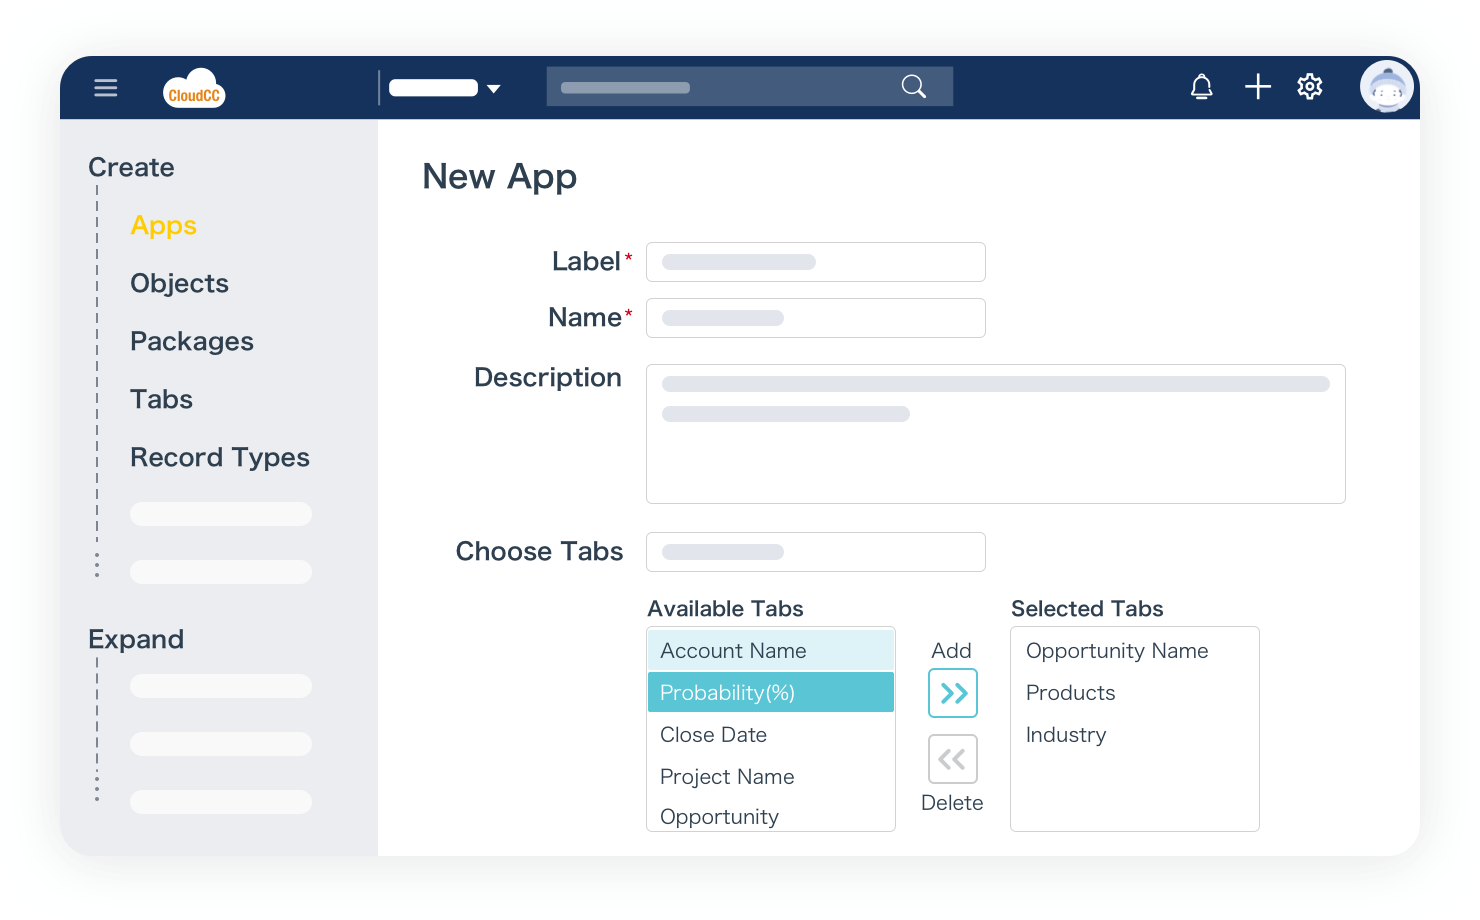 CloudCC
Create
Apps
Objects
Packages
Tabs
Record Types
Expand
New App
Label*
Name*
Description
Choose Tabs
Available Tabs
Account Name
Probability(%)
Close Date
Project Name
Opportunity
Add
Delete
Selected Tabs
Opportunity Name
Products
Industry